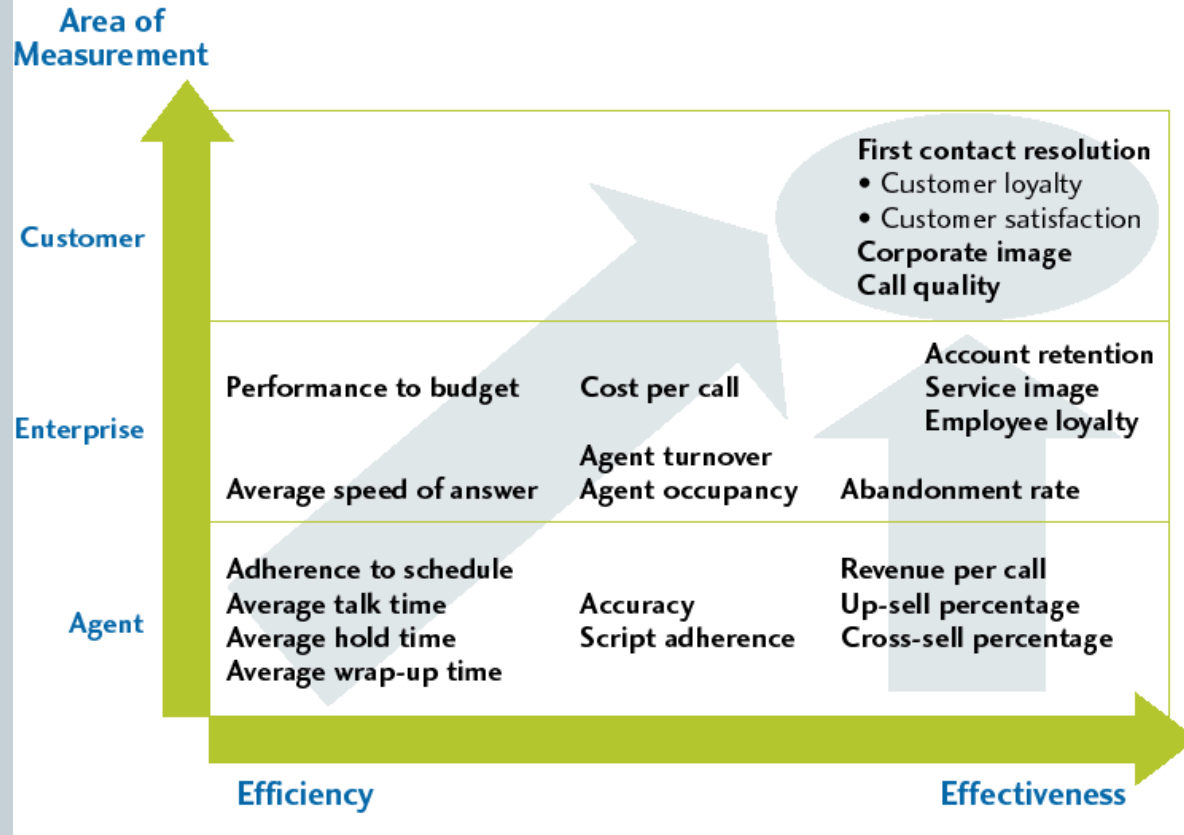 Area of
Measurement
Customer
First contact resolution
• Customer loyalty
• Customer satisfaction
Corporate image
Call quality
Enterprise
Performance to budget
Average speed of answer
Cost per call
Agent turnover
Agent occupancy
Account retention
Service image
Employee loyalty
Abandonment rate
Agent
Adherence to schedule
Average talk time
Average hold time
Average wrap-up time
Accuracy
Script adherence
Revenue per call
Up-sell percentage
Cross-sell percentage
Efficiency
Effectiveness